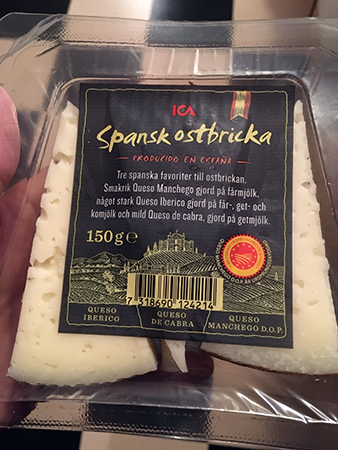 ICA
Spansk ostbricka
PRODUCIDO EN ESPAÑA
Tre spanska favoriter till ostbrickan,
Smakrik Queso Manchego gjord på fårmjölk,
något stark Queso Iberico gjord på får-, get- och
komjölk och mild Queso de cabra, gjord på getmjölk.
150 g e
7 318690 124214
QUESO
IBERICO
QUESO
DE CABRA
QUESO
MANCHEGO D.O.P.